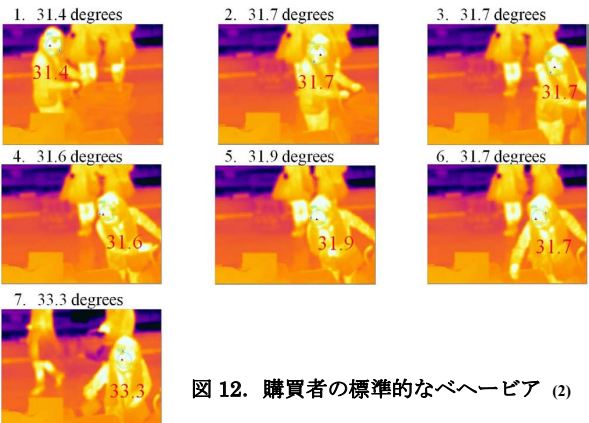 1. 31.4 degrees
2. 31.7 degrees
3. 31.7 degrees
31.4
31.7
31.7
4. 31.6 degrees
5. 31.9 degrees
6. 31.7 degrees
31.6
31.9
31.7
7. 33.3 degrees
33.3
図 12. 購買者の標準的なべヘービア (2)